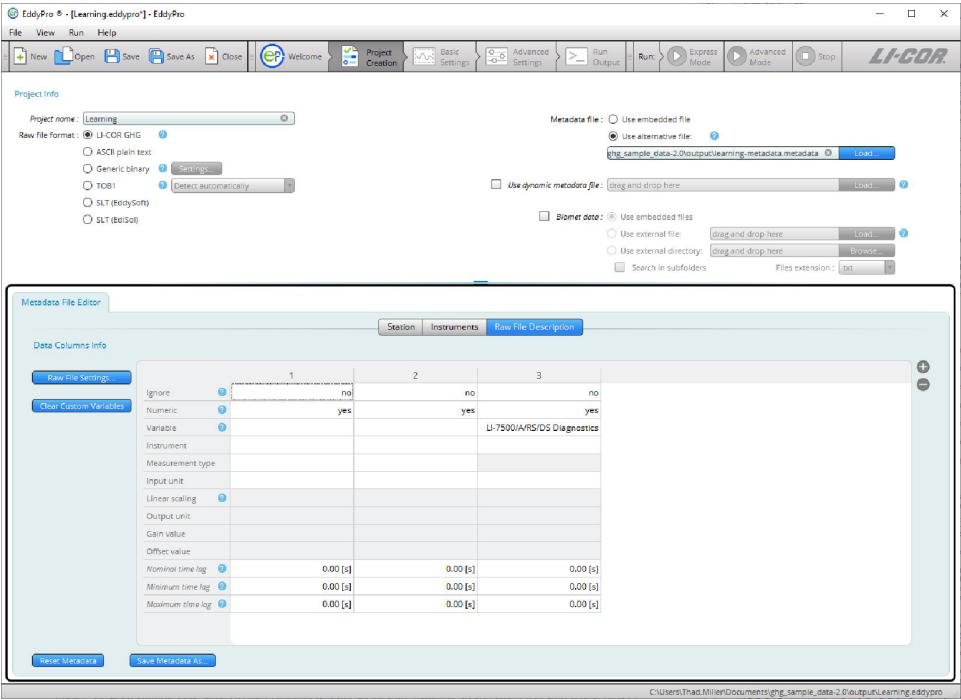 EddyPro ® - [Learning.eddypro*] - EddyPro
File View Run Help
New Open Save Save As Close Welcome Project Creation Basic Settings Advanced Settings Run Output Run: Express Mode Advanced Mode Stop LI-COR.
Project Info
Project name : Learning
Metadata file : Use embedded file
Raw file format : LI-COR GHG
Use alternative file:
ASCII plain text
ghg_sample_data-2.0\output\learning-metadata.metadata Load...
Generic binary Settings...
TOB1 Detect automatically
Use dynamic metadata file : drag and drop here Load...
SLT (EddySoft)
SLT (EdiSol)
Biomet data : Use embedded files
Use external file: drag and drop here Load...
Use external directory: drag and drop here Browse...
Search in subfolders Files extension : txt
Metadata File Editor
Station Instruments Raw File Description
Data Columns Info
Raw File Settings...
Clear Custom Variables
1 2 3
Ignore no no no
Numeric yes yes yes
Variable LI-7500/A/RS/DS Diagnostics
Instrument
Measurement type
Input unit
Linear scaling
Output unit
Gain value
Offset value
Nominal time lag 0.00 [s] 0.00 [s] 0.00 [s]
Minimum time lag 0.00 [s] 0.00 [s] 0.00 [s]
Maximum time lag 0.00 [s] 0.00 [s] 0.00 [s]
Reset Metadata Save Metadata As...
C:\Users\Thad.Miller\Documents\ghg_sample_data-2.0\output\Learning.eddypro